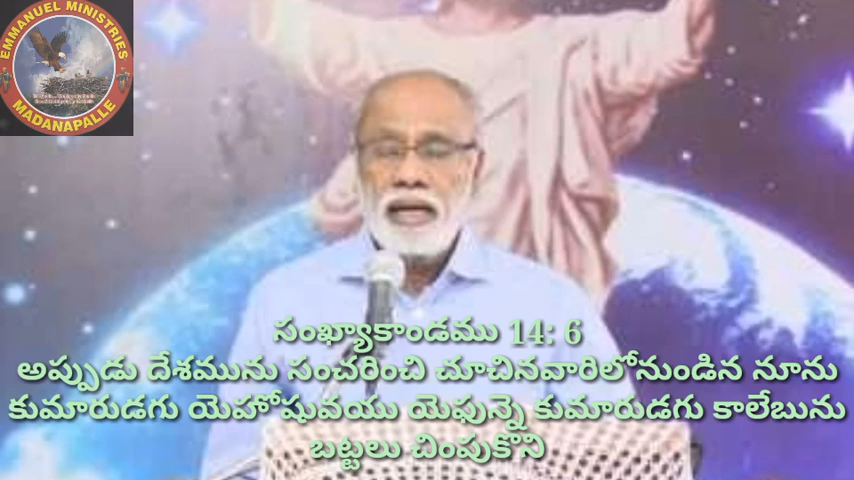 EMMANUEL MINISTRIES
MADANAPALLE
సంఖ్యాకాండము 14: 6
అప్పుడు దేశమును సంచరించి చూచినవారిలోనుండిన నూను
కుమారుడగు యెహోషువయు యెఫున్నె కుమారుడగు కాలేబును
బట్టలు చింపుకొని